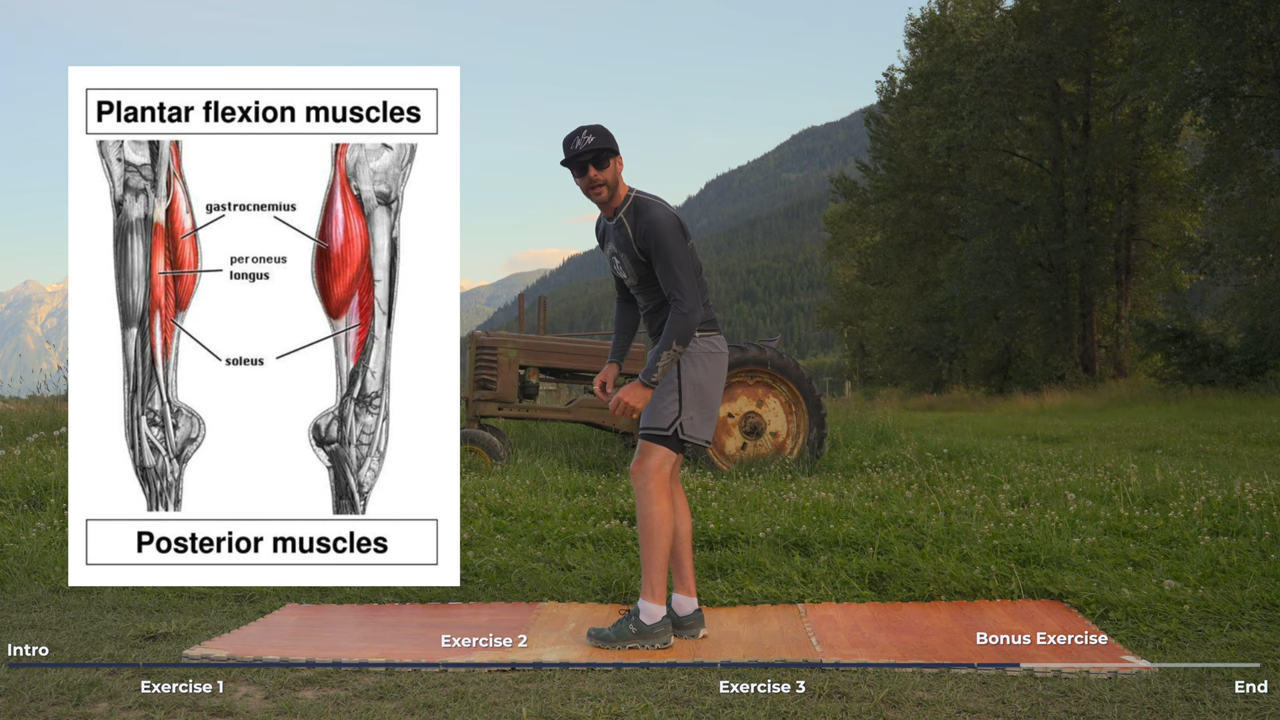 Plantar flexion muscles
gastrocnemius
peroneus
longus
soleus
Posterior muscles
Intro
Exercise 1
Exercise 2
Exercise 3
Bonus Exercise
End